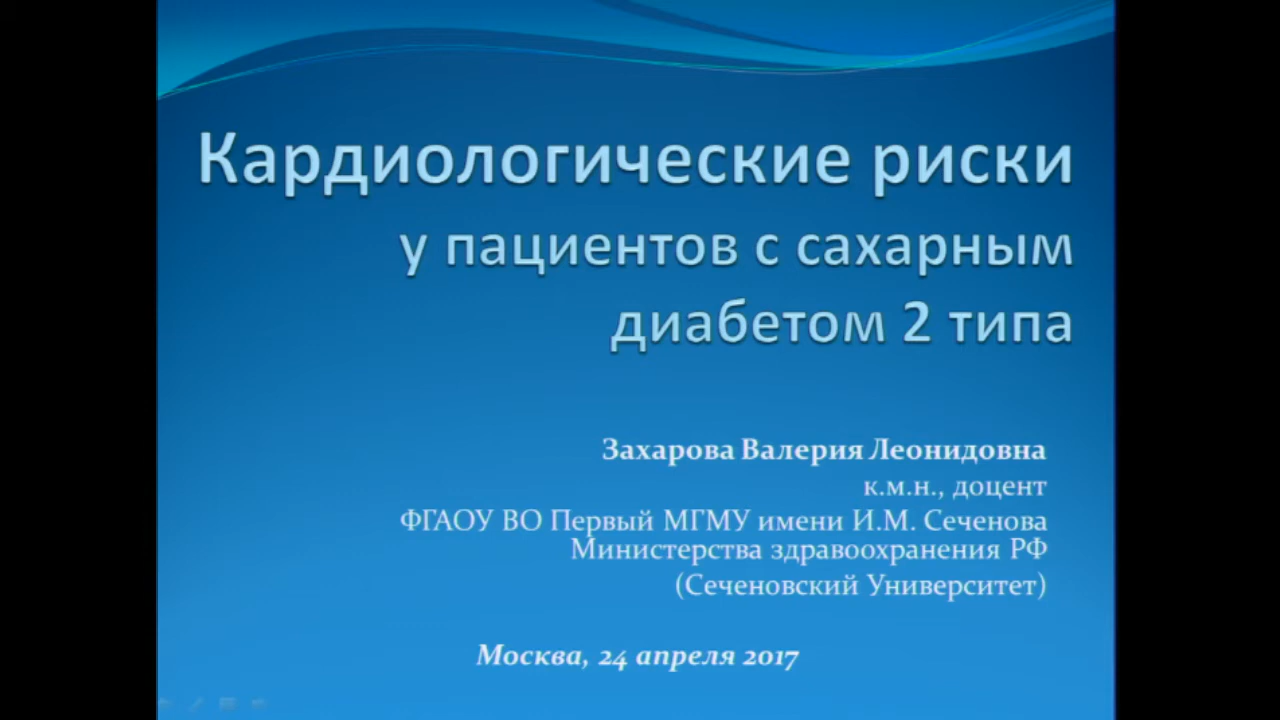 Кардиологические риски
у пациентов с сахарным
диабетом 2 типа
Захарова Валерия Леонидовна
к.м.н., доцент
ФГАОУ ВО Первый МГМУ имени И.М. Сеченова
Министерства здравоохранения РФ
(Сеченовский Университет)
Москва, 24 апреля 2017